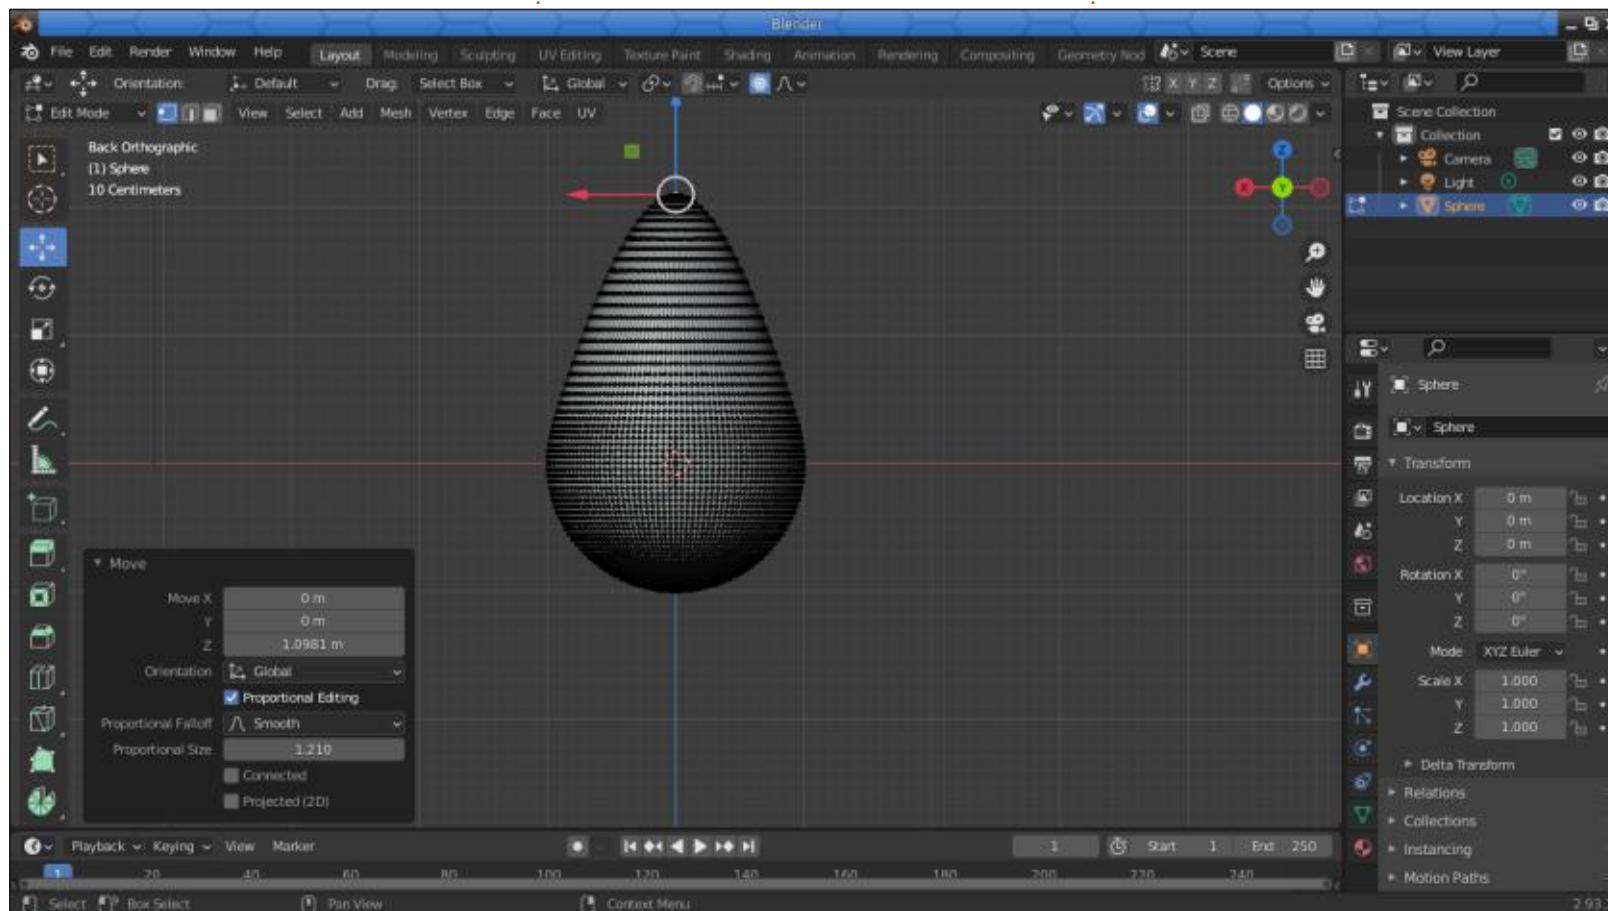 Blender
File Edit Render Window Help Layout Modeling Sculpting UV Editing Texture Paint Shading Animation Rendering Compositing Geometry Nod Scene View Layer
Orientation: Default Drag: Select Box Global X Y Z Options
Edit Mode View Select Add Mesh Vertex Edge Face UV
Back Orthographic
(1) Sphere
10 Centimeters
Z
X Y
Scene Collection
Collection
Camera
Light
Sphere
Sphere
Sphere
Transform
Location X 0 m
Y 0 m
Z 0 m
Rotation X 0°
Y 0°
Z 0°
Mode XYZ Euler
Scale X 1.000
Y 1.000
Z 1.000
Delta Transform
Relations
Collections
Instancing
Motion Paths
Move
Move X 0 m
Y 0 m
Z 1.0981 m
Orientation Global
Proportional Editing
Proportional Falloff Smooth
Proportional Size 1.210
Connected
Projected (2D)
Playback Keying View Marker 1 Start 1 End 250
1 20 40 60 80 100 120 140 160 180 200 220 240
Select Box Select Pan View Context Menu 2.93